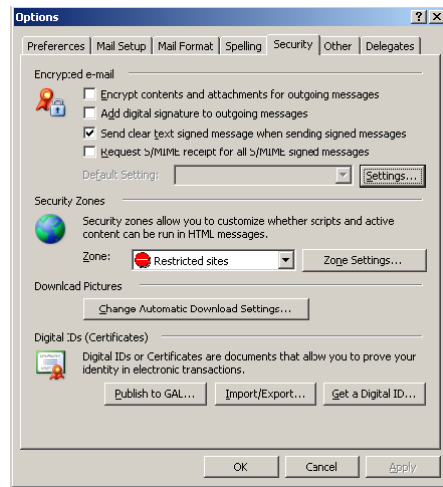 Options
Preferences Mail Setup Mail Format Spelling Security Other Delegates
Encrypted e-mail
Encrypt contents and attachments for outgoing messages
Add digital signature to outgoing messages
Send clear text signed message when sending signed messages
Request S/MIME receipt for all S/MIME signed messages
Default Setting: Settings...
Security Zones
Security zones allow you to customize whether scripts and active
content can be run in HTML messages.
Zone: Restricted sites Zone Settings...
Download Pictures
Change Automatic Download Settings...
Digital IDs (Certificates)
Digital IDs or Certificates are documents that allow you to prove your
identity in electronic transactions.
Publish to GAL... Import/Export... Get a Digital ID...
OK Cancel Apply